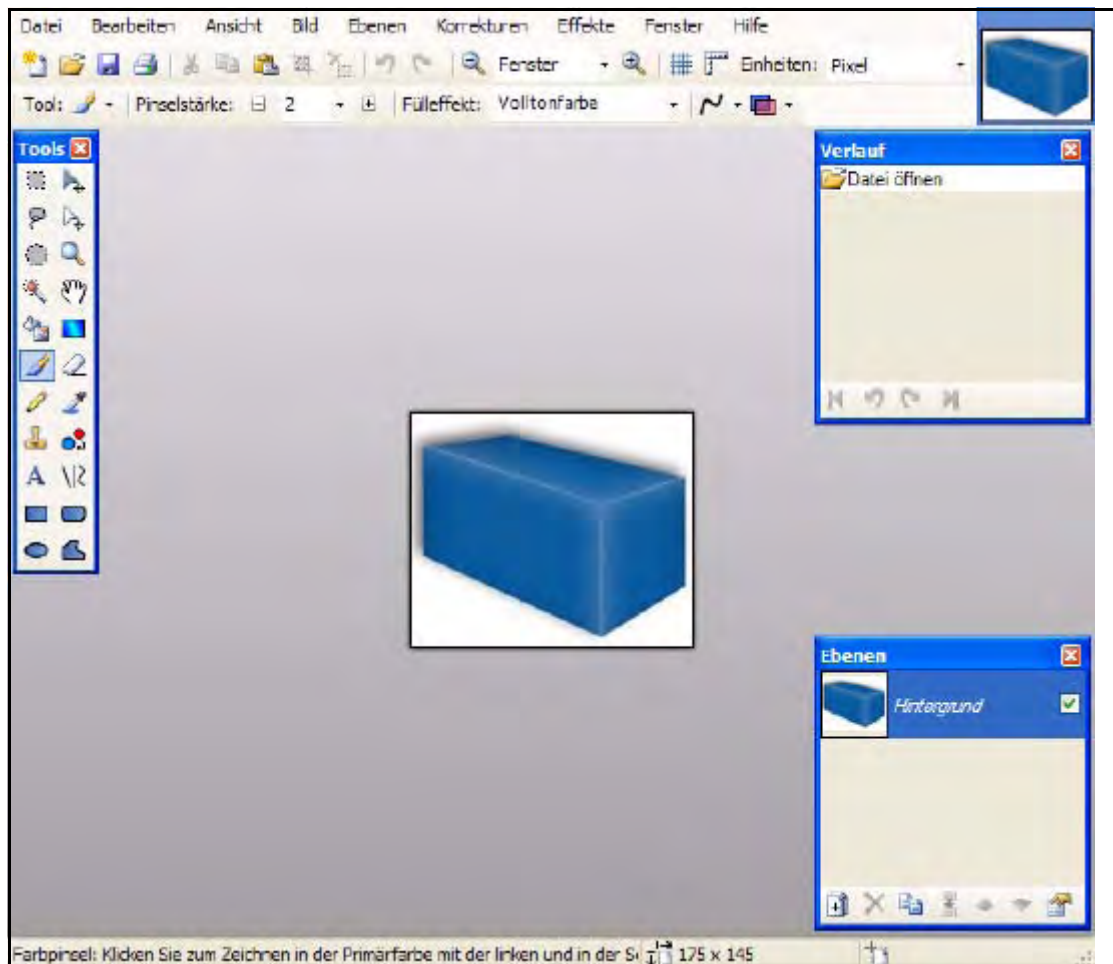 Datei Bearbeiten Ansicht Bild Ebenen Korrekturen Effekte Fenster Hilfe
Fenster Einheiten: Pixel
Tool: Pinselstärke: 2 Fülleffekt: Volltonfarbe
Tools
Verlauf
Datei öffnen
Ebenen
Hintergrund
Farbpinsel: Klicken Sie zum Zeichnen in der Primärfarbe mit der linken und in der S 175 x 145